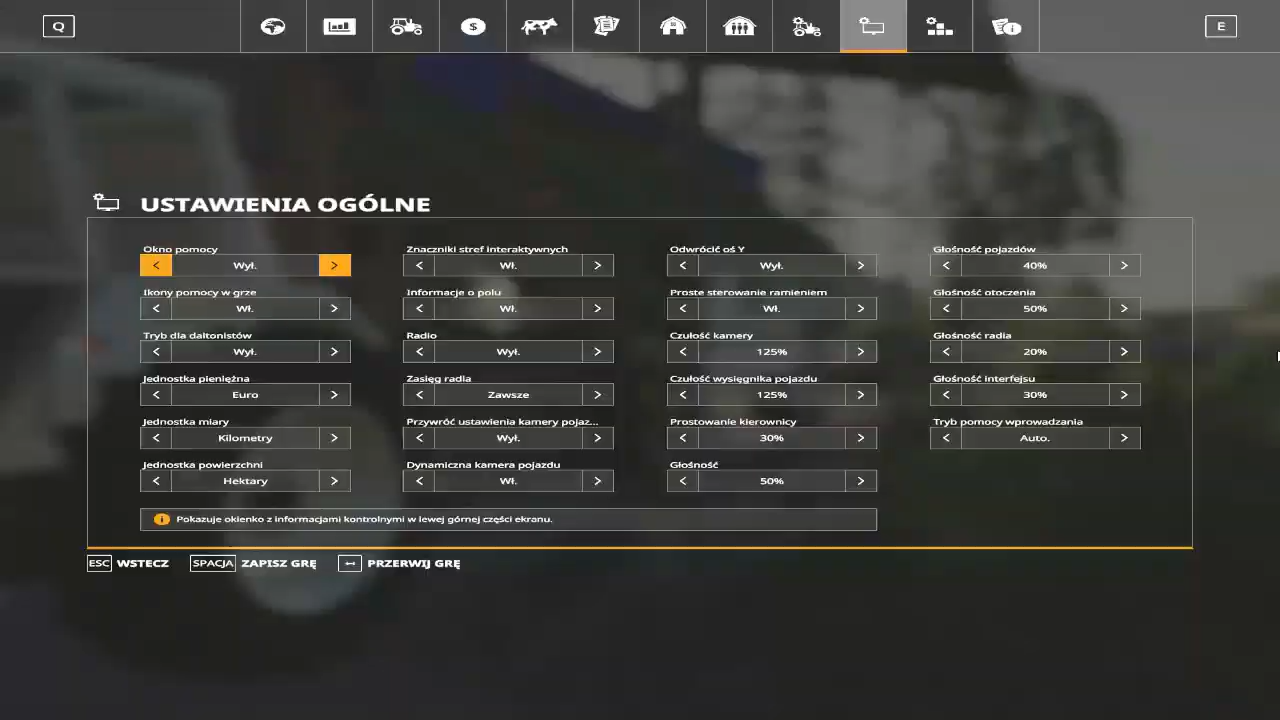 Q
E
USTAWIENIA OGÓLNE
Okno pomocy
Wył.
Ikony pomocy w grze
Wł.
Tryb dla daltonistów
Wył.
Jednostka pieniężna
Euro
Jednostka miary
Kilometry
Jednostka powierzchni
Hektary
Znaczniki stref interaktywnych
Wł.
Informacje o polu
Wł.
Radio
Wył.
Zasięg radia
Zawsze
Przywróć ustawienia kamery pojaz...
Wył.
Dynamiczna kamera pojazdu
Wł.
Odwrócić oś Y
Wył.
Proste sterowanie ramieniem
Wł.
Czułość kamery
125%
Czułość wysięgnika pojazdu
125%
Prostowanie kierownicy
30%
Głośność
50%
Głośność pojazdów
40%
Głośność otoczenia
50%
Głośność radia
20%
Głośność interfejsu
30%
Tryb pomocy wprowadzania
Auto.
Pokazuje okienko z informacjami kontrolnymi w lewej górnej części ekranu.
ESC WSTECZ SPACJA ZAPISZ GRĘ PRZERWIJ GRĘ